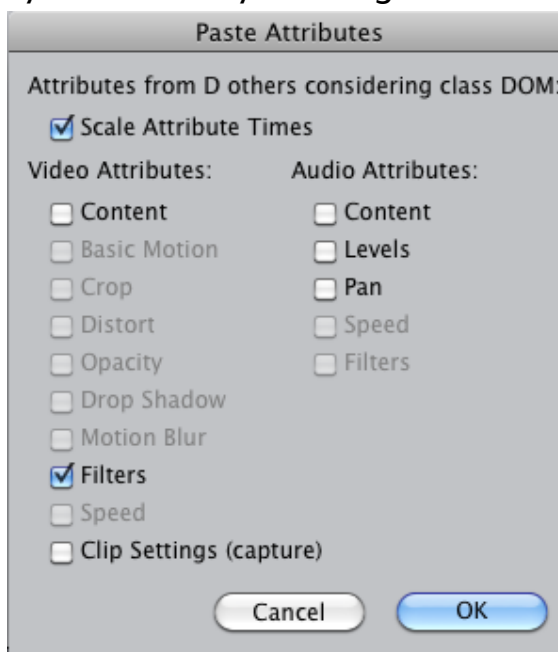 Paste Attributes
Attributes from D others considering class DOM:
Scale Attribute Times
Video Attributes:
Audio Attributes:
Content
Content
Basic Motion
Levels
Crop
Pan
Distort
Speed
Opacity
Filters
Drop Shadow
Motion Blur
Filters
Speed
Clip Settings (capture)
Cancel
OK